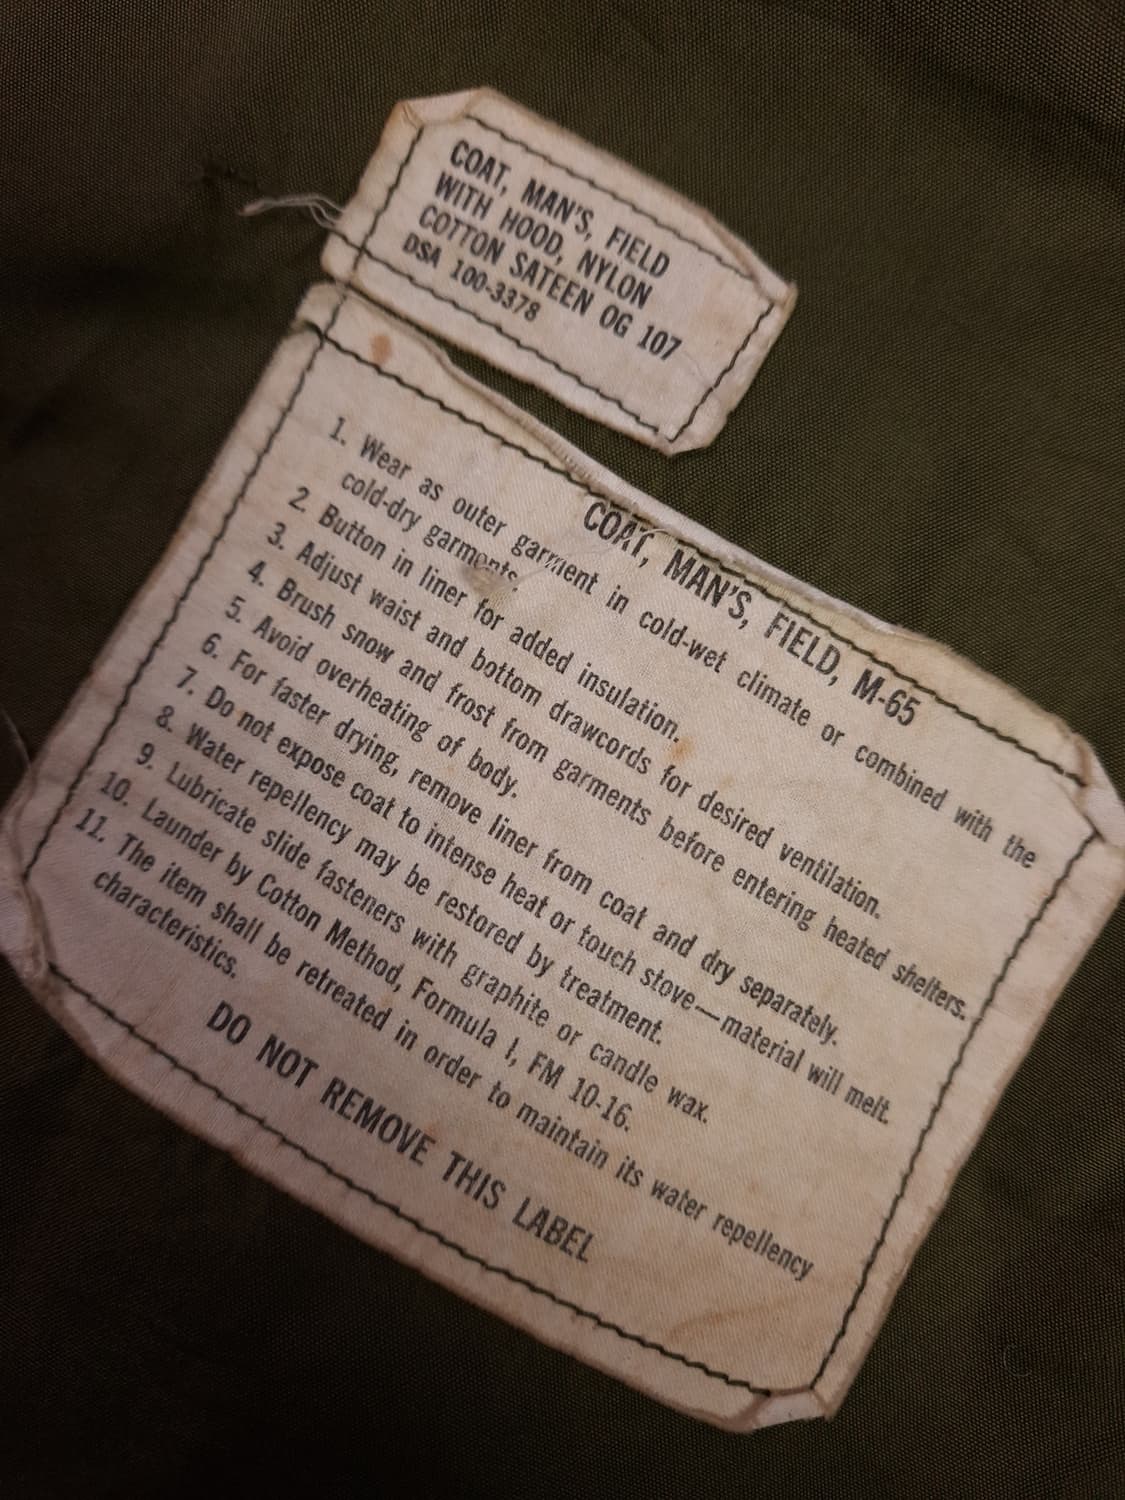 COAT, MAN'S, FIELD
WITH HOOD, NYLON
COTTON SATEEN OG 107
DSA 100-3378
COAT, MAN'S, FIELD, M-65
1. Wear as outer garment in cold-wet climate or combined with the
cold-dry garments.
2. Button in liner for added insulation.
3. Adjust waist and bottom drawcords for desired ventilation.
4. Brush snow and frost from garments before entering heated shelters.
5. Avoid overheating of body.
6. For faster drying, remove liner from coat and dry separately.
7. Do not expose coat to intense heat or touch stove—material will melt.
8. Water repellency may be restored by treatment.
9. Lubricate slide fasteners with graphite or candle wax.
10. Launder by Cotton Method, Formula I, FM 10-16.
11. The item shall be retreated in order to maintain its water repellency
characteristics.
DO NOT REMOVE THIS LABEL